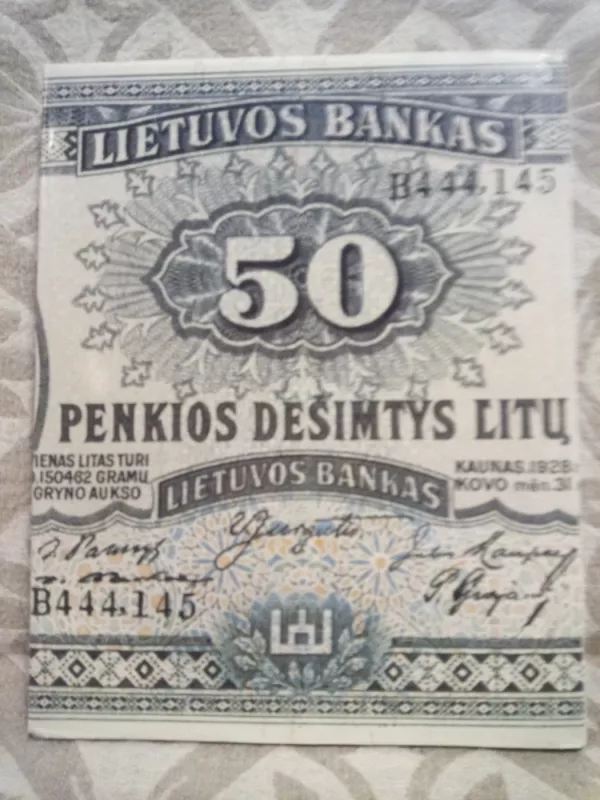 LIETUVOS BANKAS
B444,145
50
PENKIOS DEŠIMTYS LITŲ
VIENAS LITAS TURI
0.150462 GRAMŲ
GRYNO AUKSO
LIETUVOS BANKAS
KAUNAS.1928
KOVO mėn.31
B444,145